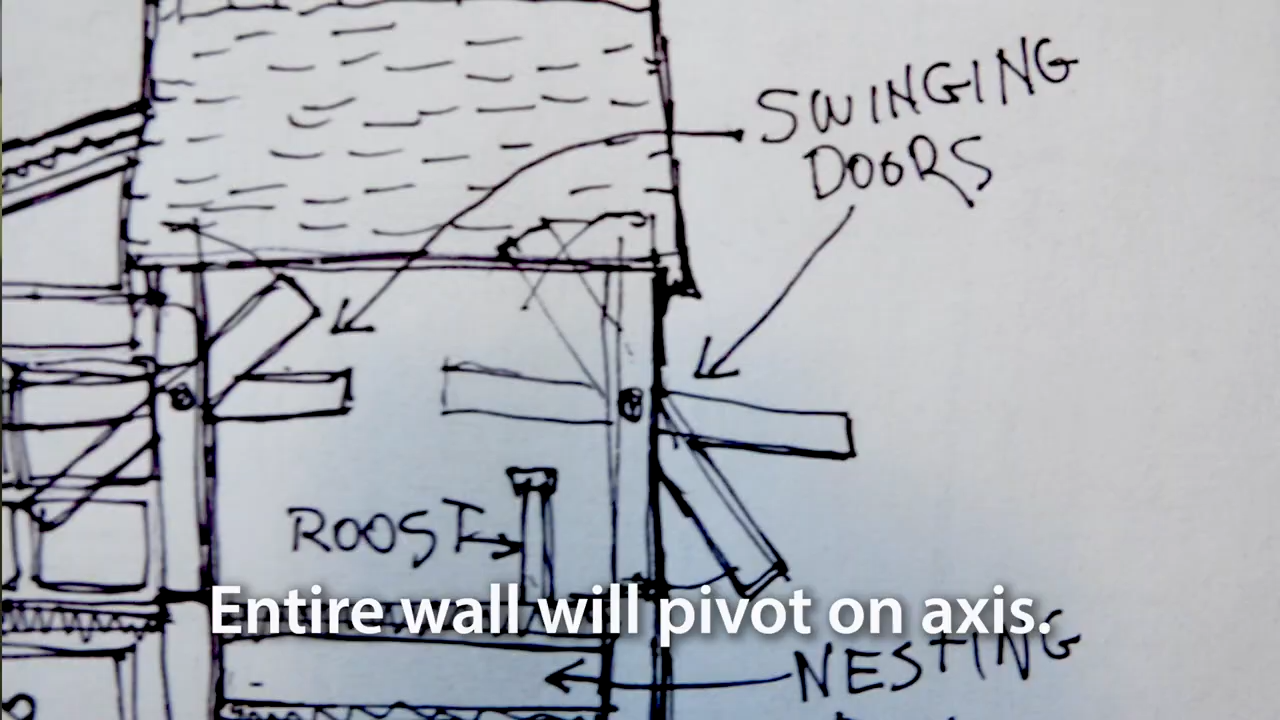 SWINGING
DOORS
ROOST
Entire wall will pivot on axis.
NESTING